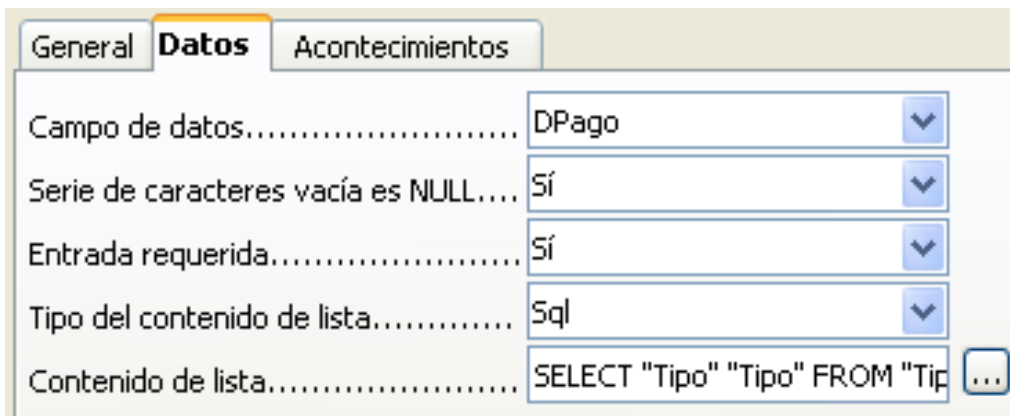 General Datos Acontecimientos
Campo de datos........................ DPago
Serie de caracteres vacía es NULL.... Sí
Entrada requerida...................... Sí
Tipo del contenido de lista............. Sql
Contenido de lista....................... SELECT "Tipo" "Tipo" FROM "Tip ...